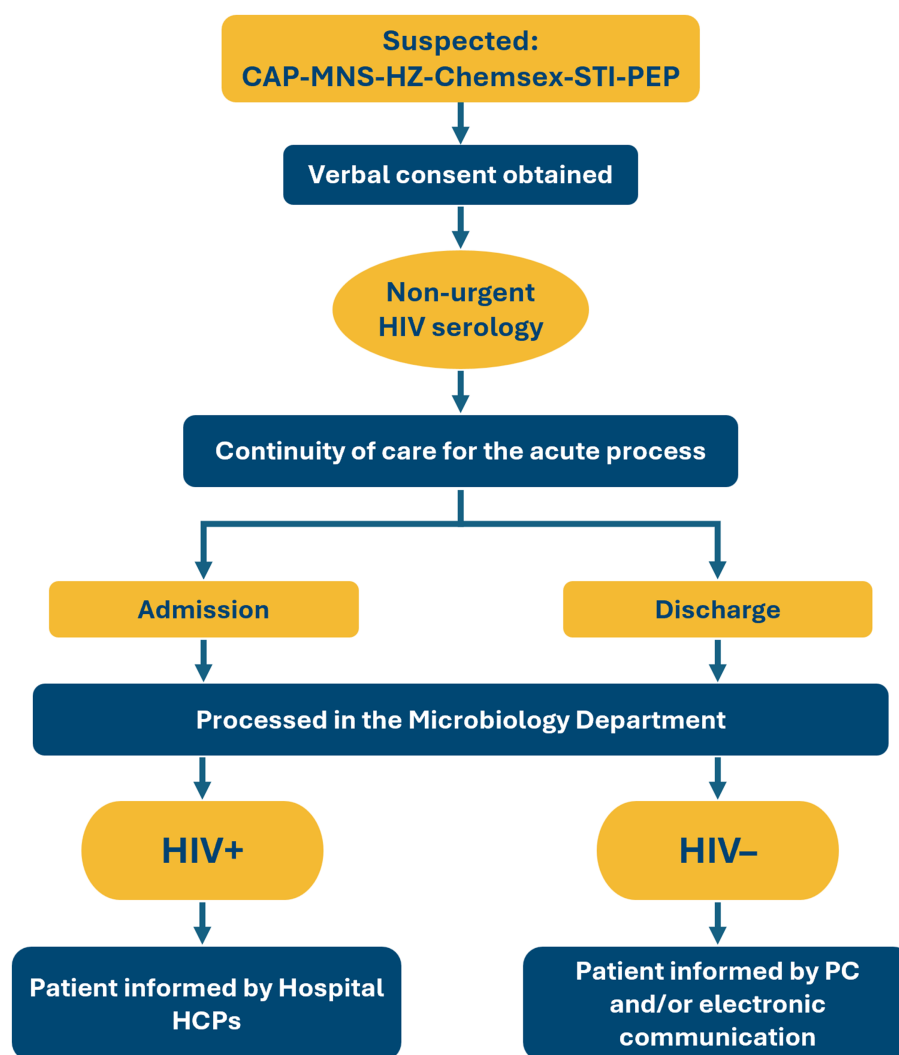 Suspected:
CAP-MNS-HZ-Chemsex-STI-PEP
Verbal consent obtained
Non-urgent
HIV serology
Continuity of care for the acute process
Admission
Discharge
Processed in the Microbiology Department
HIV+
HIV–
Patient informed by Hospital
HCPs
Patient informed by PC
and/or electronic
communication